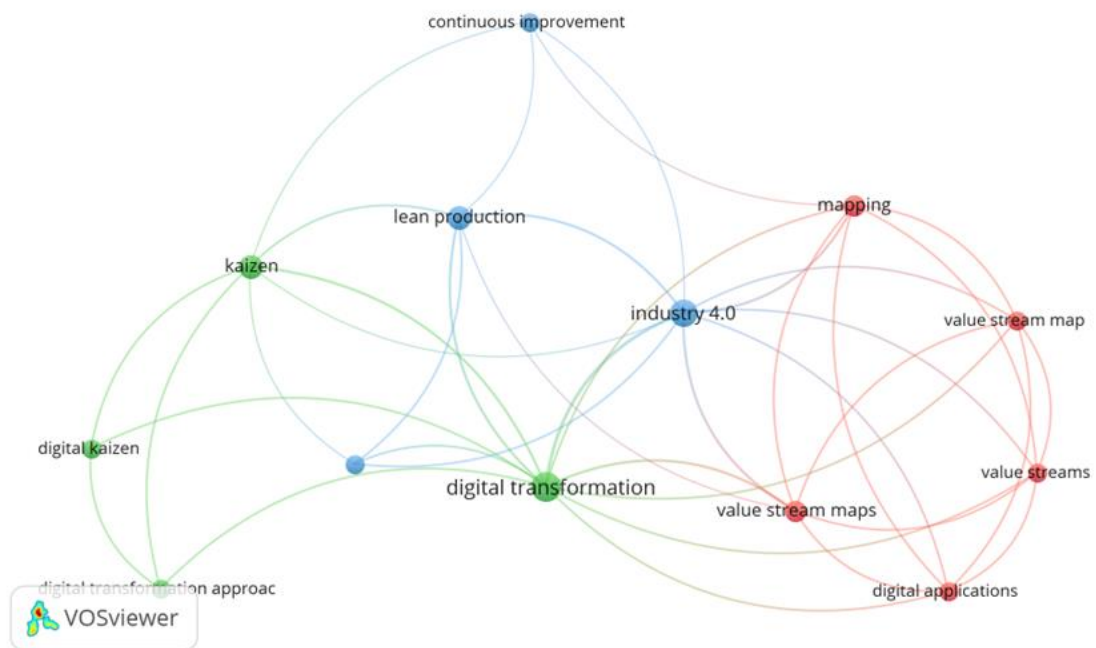 continuous improvement
mapping
lean production
kaizen
industry 4.0
value stream map
digital kaizen
value streams
digital transformation
value stream maps
digital transformation approac
digital applications
VOSviewer